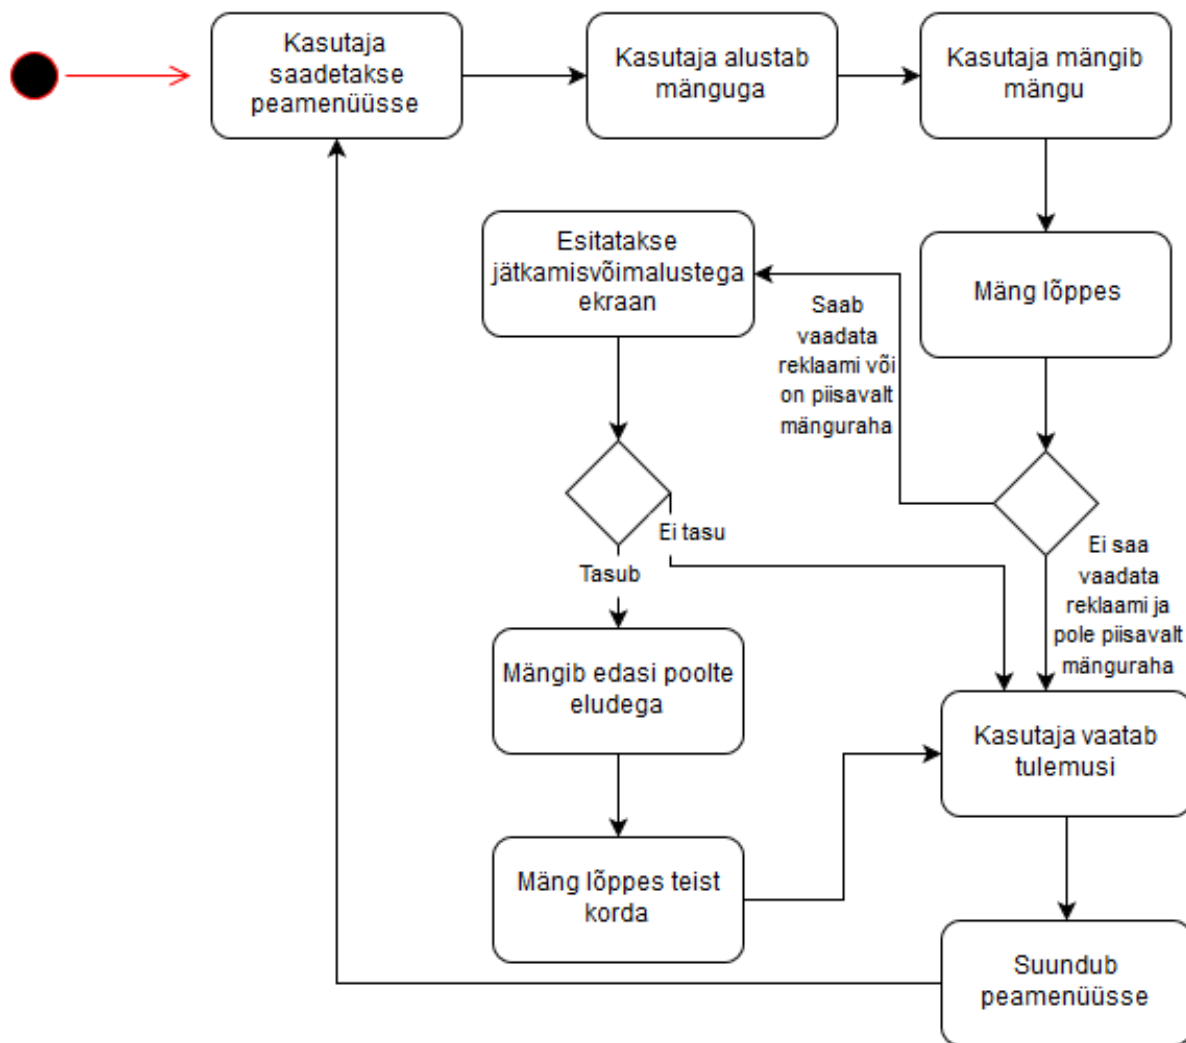 Kasutaja
saadetakse
peamenüüsse
Kasutaja alustab
mänguga
Kasutaja mängib
mängu
Esitatakse
jätkamisvõimalustega
ekraan
Mäng lõppes
Saab
vaadata
reklaami või
on piisavalt
mänguraha
Ei tasu
Tasub
Ei saa
vaadata
reklaami ja
pole piisavalt
mänguraha
Mängib edasi poolte
eludega
Kasutaja vaatab
tulemusi
Mäng lõppes teist
korda
Suundub
peamenüüsse